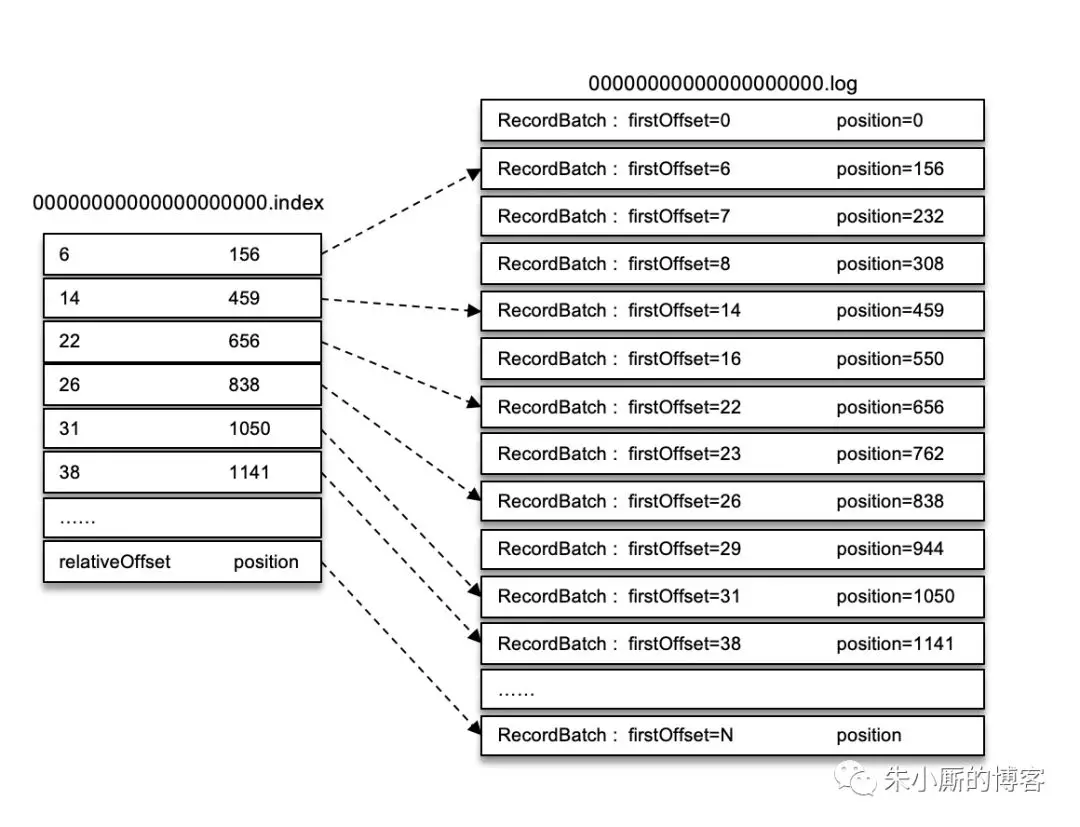 00000000000000000000.index
6 156
14 459
22 656
26 838
31 1050
38 1141
……
relativeOffset position
00000000000000000000.log
RecordBatch : firstOffset=0 position=0
RecordBatch : firstOffset=6 position=156
RecordBatch : firstOffset=7 position=232
RecordBatch : firstOffset=8 position=308
RecordBatch : firstOffset=14 position=459
RecordBatch : firstOffset=16 position=550
RecordBatch : firstOffset=22 position=656
RecordBatch : firstOffset=23 position=762
RecordBatch : firstOffset=26 position=838
RecordBatch : firstOffset=29 position=944
RecordBatch : firstOffset=31 position=1050
RecordBatch : firstOffset=38 position=1141
……
RecordBatch : firstOffset=N position
朱小厮的博客